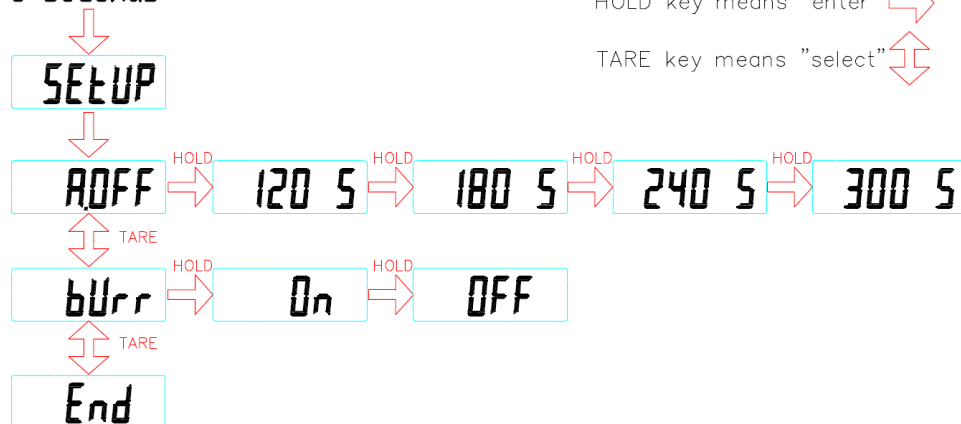 HOLD key means "enter"
TARE key means "select"
SEtUP
HOLD HOLD HOLD HOLD
A.OFF 120 S 180 S 240 S 300 S
TARE
HOLD HOLD
bUrr On OFF
TARE
End